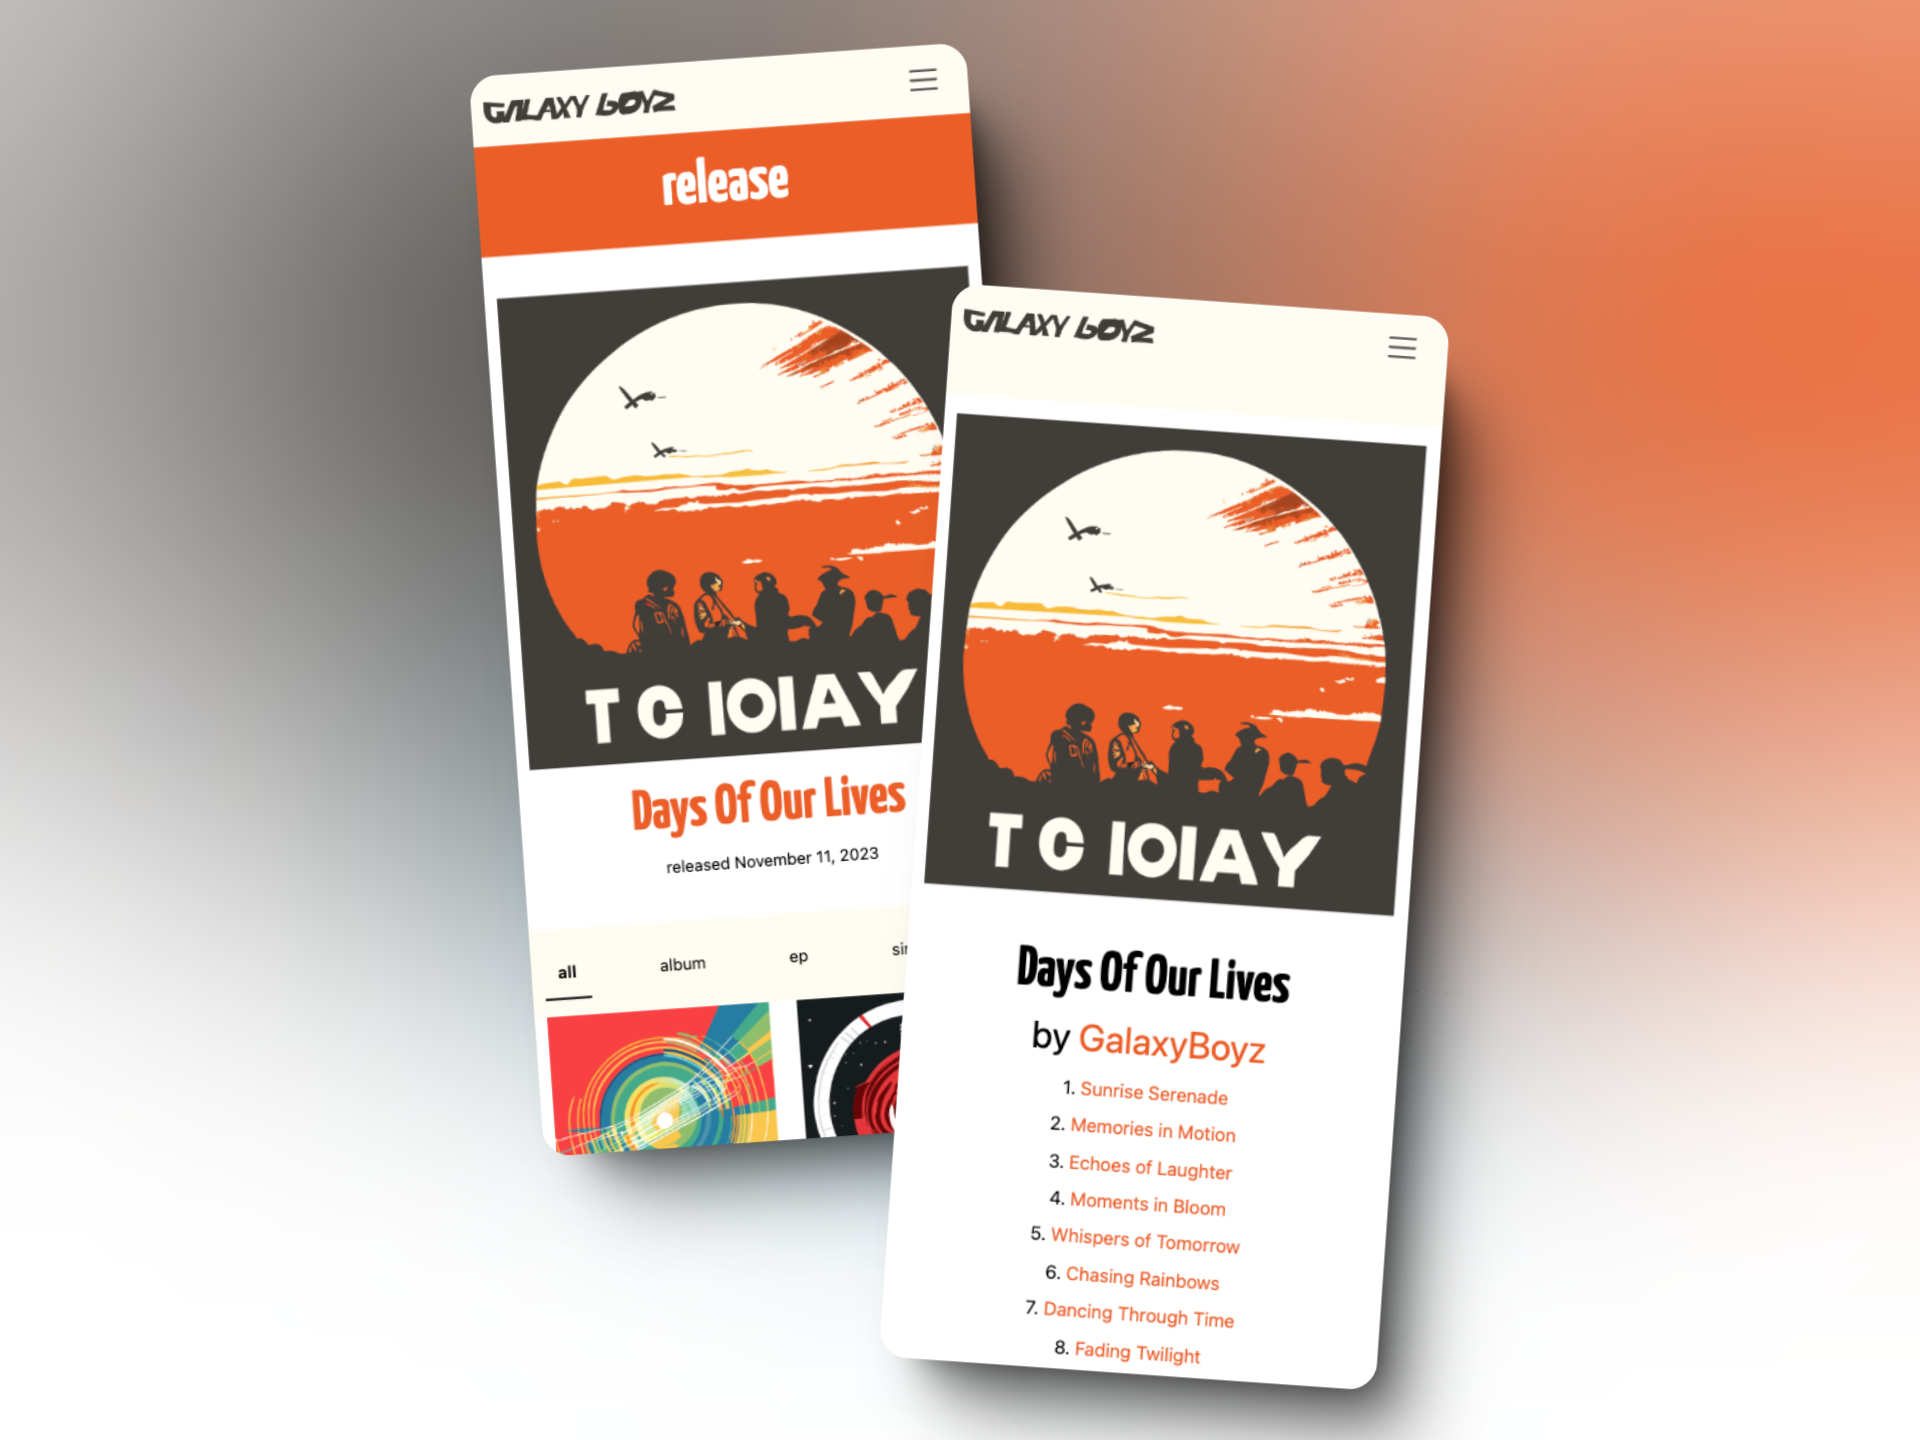 GALAXY BOYZ
release
T C IOIAY
Days Of Our Lives
released November 11, 2023
all
album
ep
GALAXY BOYZ
T C IOIAY
Days Of Our Lives
by GalaxyBoyz
1. Sunrise Serenade
2. Memories in Motion
3. Echoes of Laughter
4. Moments in Bloom
5. Whispers of Tomorrow
6. Chasing Rainbows
7. Dancing Through Time
8. Fading Twilight